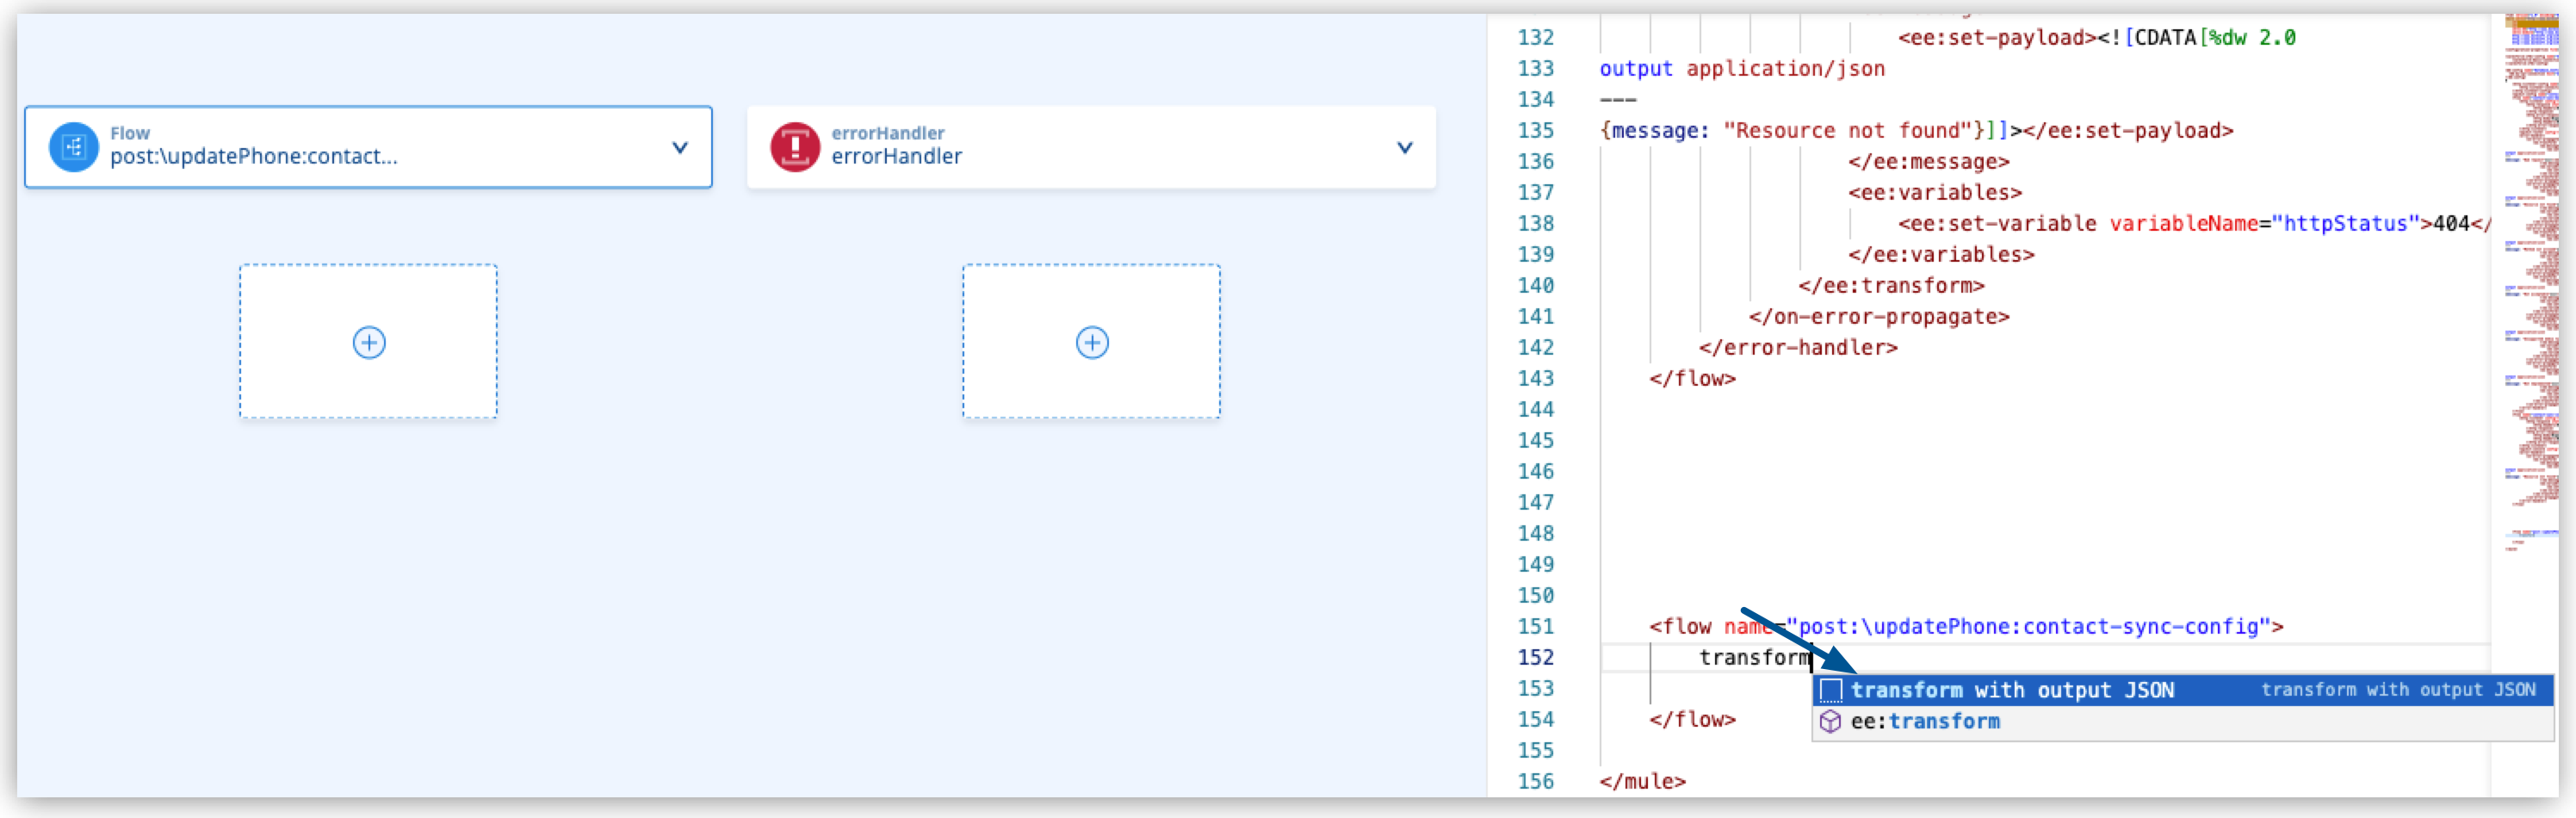 Flow
post:\updatePhone:contact...
errorHandler
errorHandler
132 <ee:set-payload><![CDATA[%dw 2.0
133 output application/json
134 ---
135 {message: "Resource not found"}]]></ee:set-payload>
136 </ee:message>
137 <ee:variables>
138 <ee:set-variable variableName="httpStatus">404</
139 </ee:variables>
140 </ee:transform>
141 </on-error-propagate>
142 </error-handler>
143 </flow>
144
145
146
147
148
149
150
151 <flow name="post:\updatePhone:contact-sync-config">
152 transform
153
transform with output JSON transform with output JSON
154 </flow>
ee:transform
155
156 </mule>